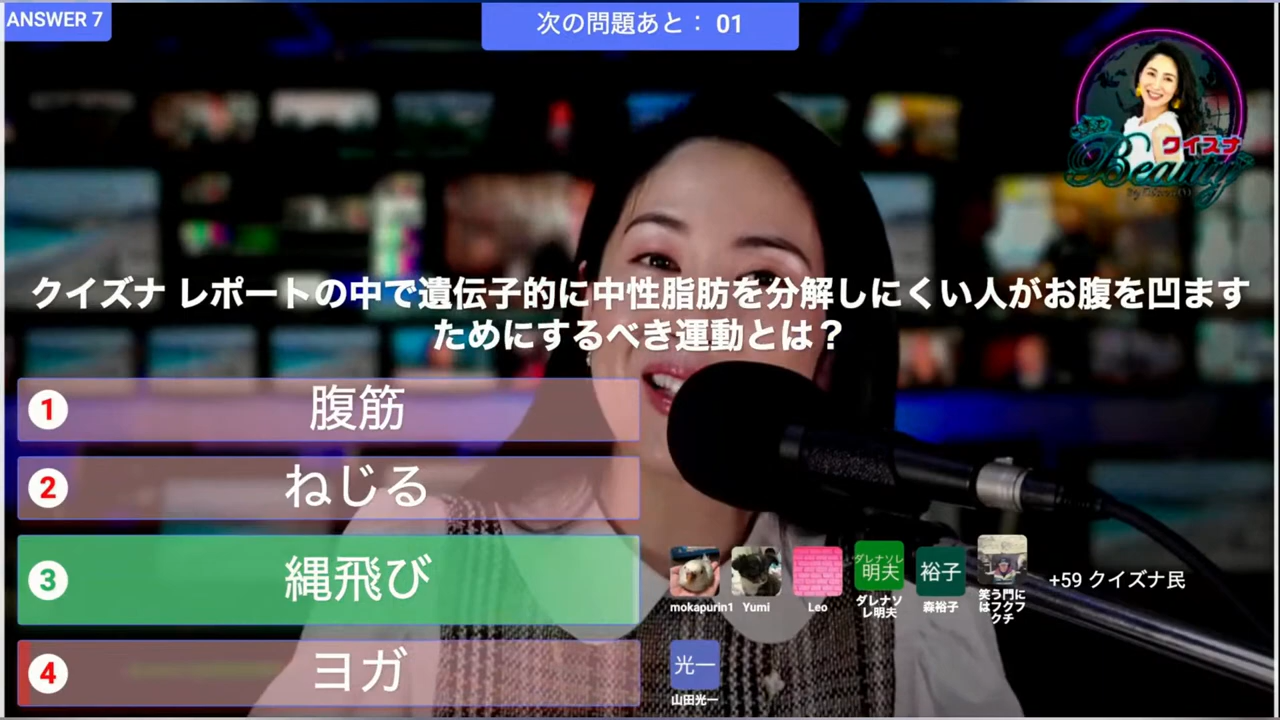 ANSWER 7
次の問題あと： 01
クイズナ
Beauty
クイズナ レポートの中で遺伝子的に中性脂肪を分解しにくい人がお腹を凹ます
ためにするべき運動とは？
1 腹筋
2 ねじる
3 縄飛び
ダレナソレ
明夫
裕子
mokapurin1
Yumi
Leo
ダレナソ
レ明夫
森裕子
笑う門に
はフクフ
クチ
+59 クイズナ民
4 ヨガ
光一
山田光一